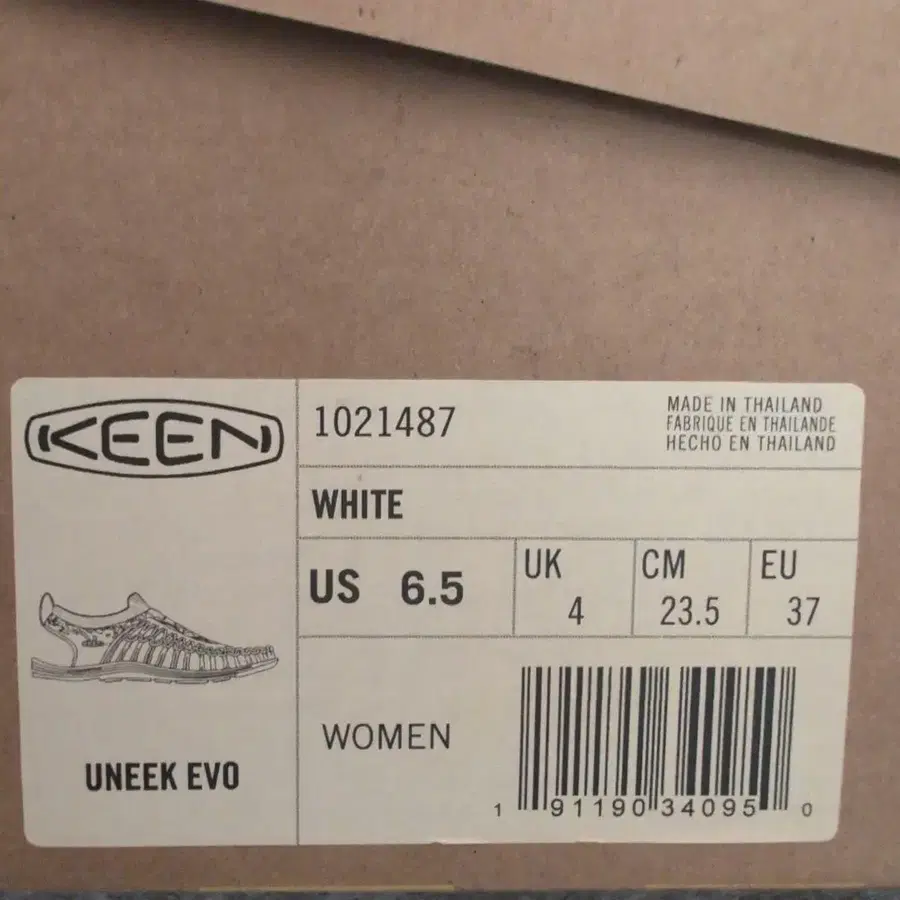 KEEN
1021487
MADE IN THAILAND
FABRIQUE EN THAILANDE
HECHO EN THAILAND
WHITE
US 6.5
UK 4
CM 23.5
EU 37
WOMEN
UNEEK EVO
1 91190 34095 0